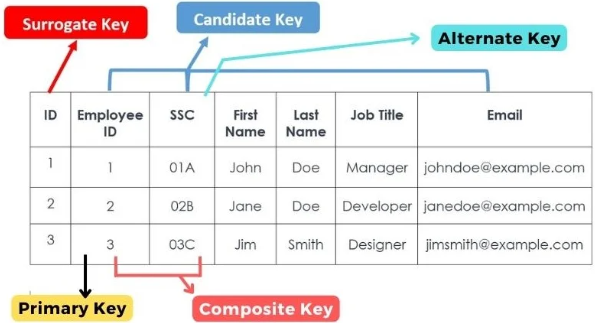 Surrogate Key
Candidate Key
Alternate Key
ID Employee ID SSC First Name Last Name Job Title Email
1 1 01A John Doe Manager johndoe@example.com
2 2 02B Jane Doe Developer janedoe@example.com
3 3 03C Jim Smith Designer jimsmith@example.com
Primary Key
Composite Key